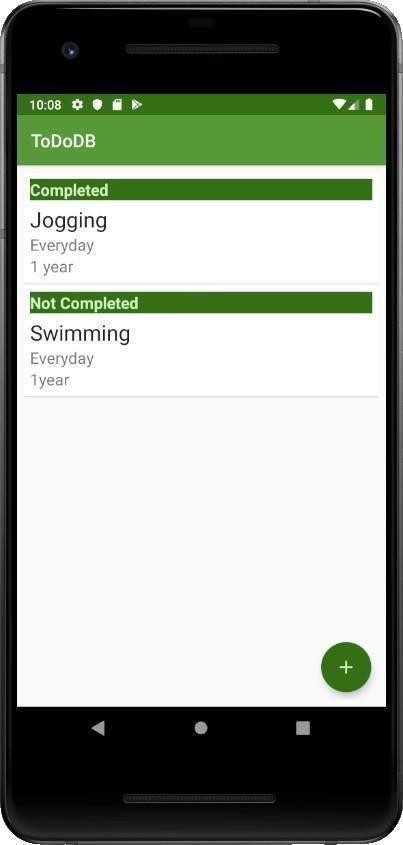 10:08
ToDoDB
Completed
Jogging
Everyday
1 year
Not Completed
Swimming
Everyday
1year
+